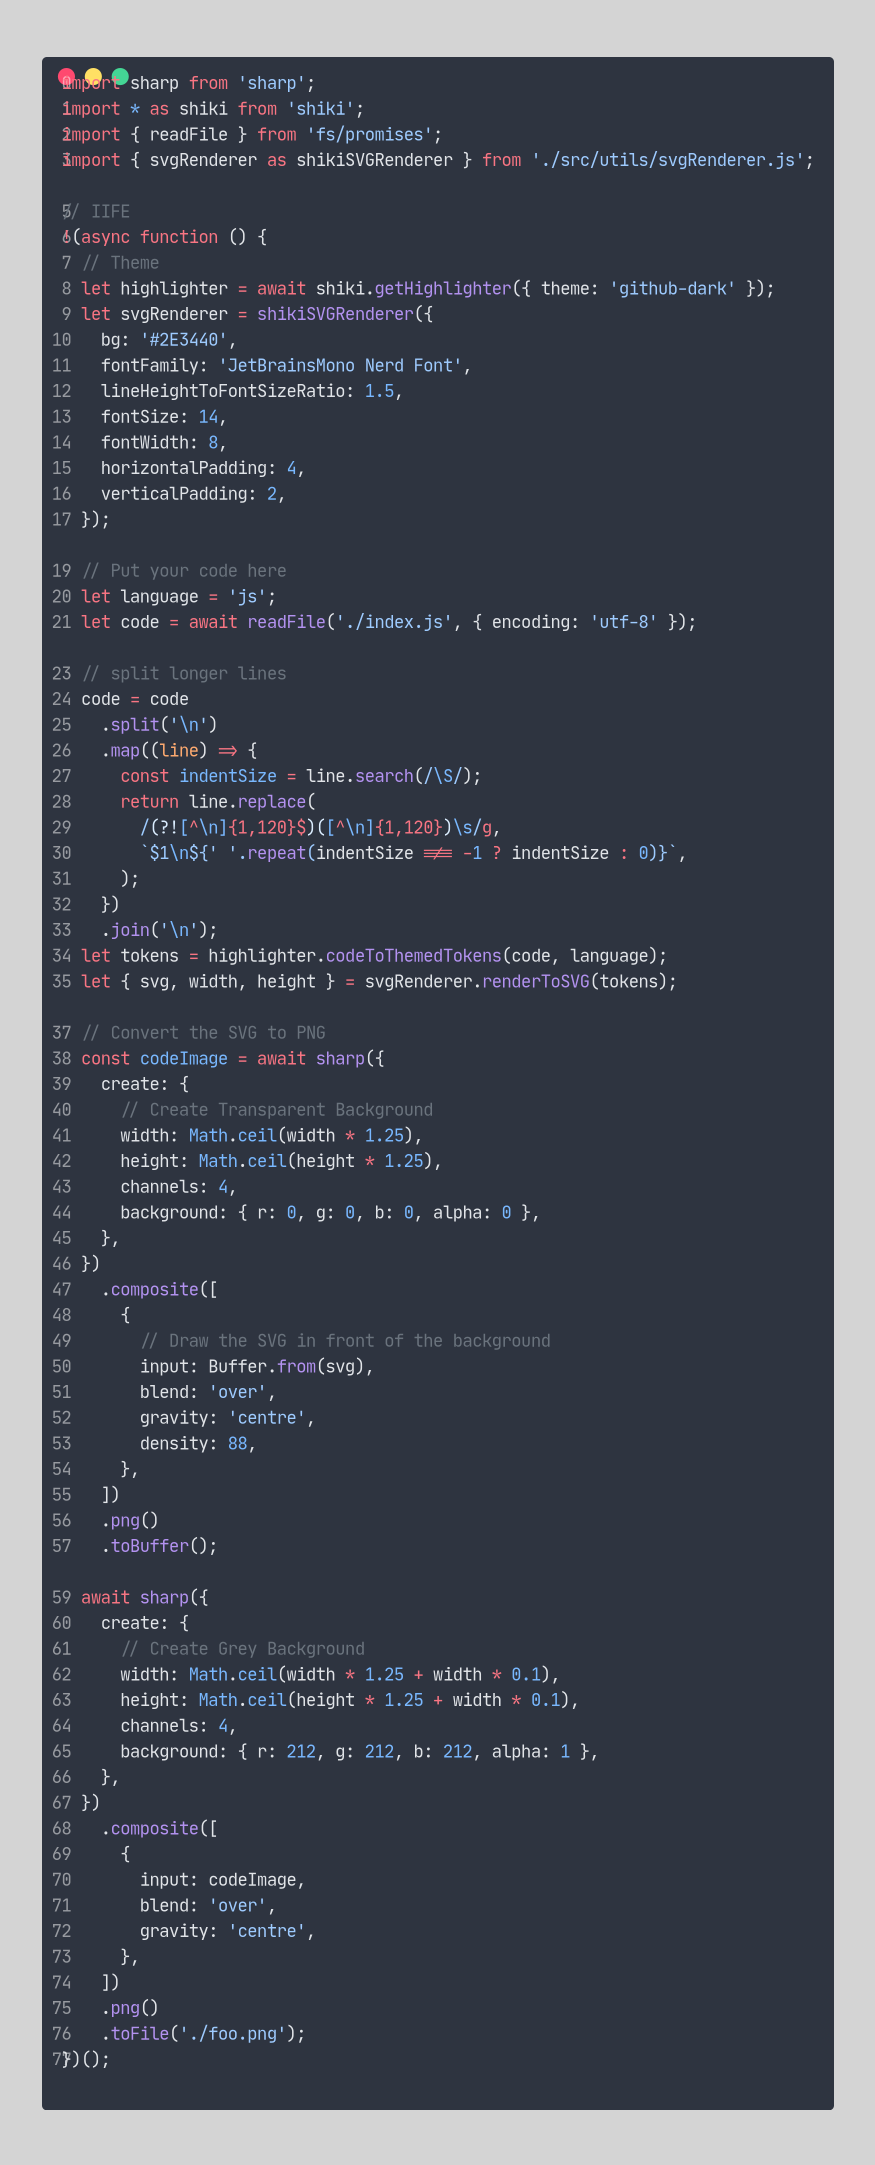 0 import sharp from 'sharp';
1 import * as shiki from 'shiki';
2 import { readFile } from 'fs/promises';
3 import { svgRenderer as shikiSVGRenderer } from './src/utils/svgRenderer.js';
5 // IIFE
6 !(async function () {
7 // Theme
8 let highlighter = await shiki.getHighlighter({ theme: 'github-dark' });
9 let svgRenderer = shikiSVGRenderer({
10   bg: '#2E3440',
11   fontFamily: 'JetBrainsMono Nerd Font',
12   lineHeightToFontSizeRatio: 1.5,
13   fontSize: 14,
14   fontWidth: 8,
15   horizontalPadding: 4,
16   verticalPadding: 2,
17 });
19 // Put your code here
20 let language = 'js';
21 let code = await readFile('./index.js', { encoding: 'utf-8' });
23 // split longer lines
24 code = code
25   .split('\n')
26   .map((line) => {
27     const indentSize = line.search(/\S/);
28     return line.replace(
29       /(?![^\n]{1,120}$)([^\n]{1,120})\s/g,
30       `$1\n${' '.repeat(indentSize !== -1 ? indentSize : 0)}`,
31     );
32   })
33   .join('\n');
34 let tokens = highlighter.codeToThemedTokens(code, language);
35 let { svg, width, height } = svgRenderer.renderToSVG(tokens);
37 // Convert the SVG to PNG
38 const codeImage = await sharp({
39   create: {
40     // Create Transparent Background
41     width: Math.ceil(width * 1.25),
42     height: Math.ceil(height * 1.25),
43     channels: 4,
44     background: { r: 0, g: 0, b: 0, alpha: 0 },
45   },
46 })
47   .composite([
48     {
49       // Draw the SVG in front of the background
50       input: Buffer.from(svg),
51       blend: 'over',
52       gravity: 'centre',
53       density: 88,
54     },
55   ])
56   .png()
57   .toBuffer();
59 await sharp({
60   create: {
61     // Create Grey Background
62     width: Math.ceil(width * 1.25 + width * 0.1),
63     height: Math.ceil(height * 1.25 + width * 0.1),
64     channels: 4,
65     background: { r: 212, g: 212, b: 212, alpha: 1 },
66   },
67 })
68   .composite([
69     {
70       input: codeImage,
71       blend: 'over',
72       gravity: 'centre',
73     },
74   ])
75   .png()
76   .toFile('./foo.png');
77 })();